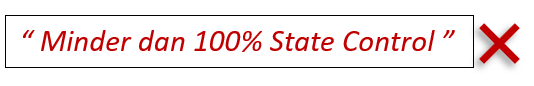 “ Minder dan 100% State Control ”